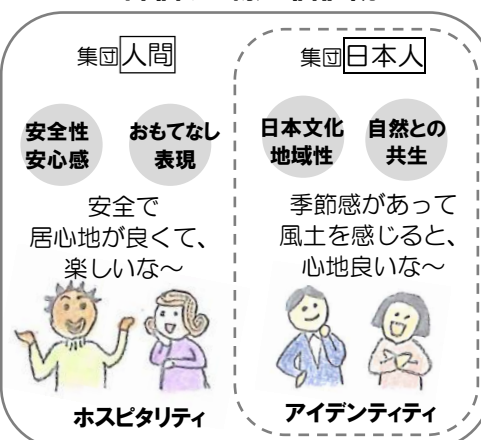 集団人間
安全性
安心感
おもてなし
表現
安全で
居心地が良くて、
楽しいな～
ホスピタリティ
集団日本人
日本文化
地域性
自然との
共生
季節感があって
風土を感じると、
心地良いな～
アイデンティティ